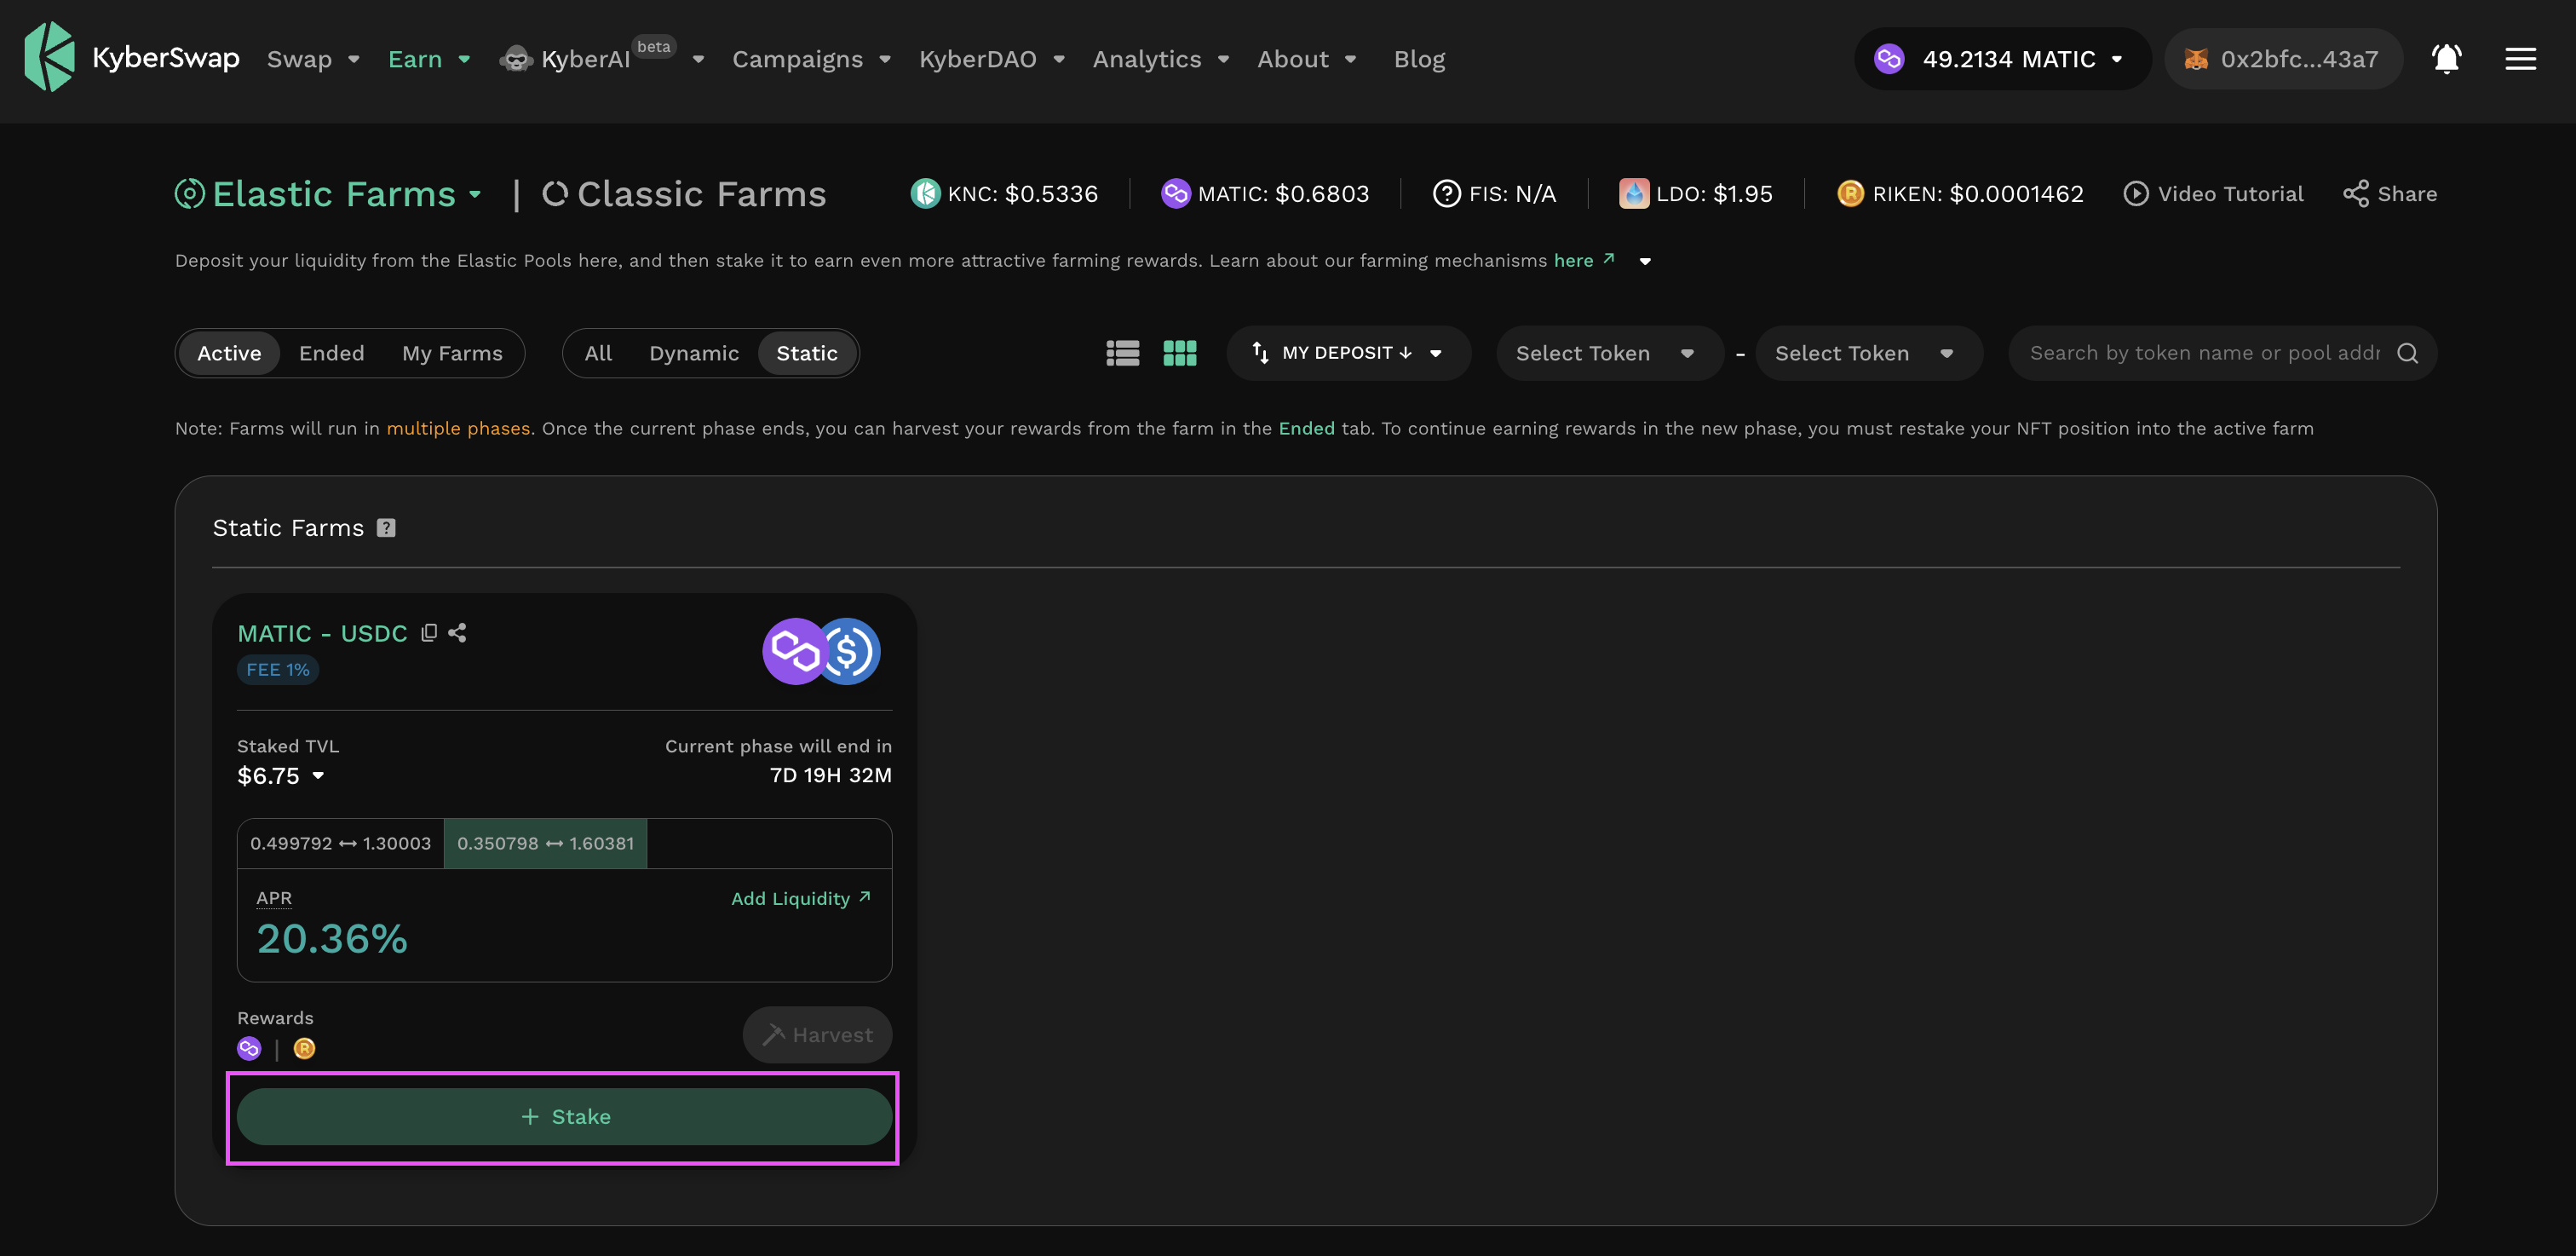 KyberSwap Swap Earn KyberAI beta Campaigns KyberDAO Analytics About Blog 49.2134 MATIC 0x2bfc...43a7
Elastic Farms | Classic Farms KNC: $0.5336 MATIC: $0.6803 FIS: N/A LDO: $1.95 RIKEN: $0.0001462 Video Tutorial Share
Deposit your liquidity from the Elastic Pools here, and then stake it to earn even more attractive farming rewards. Learn about our farming mechanisms here ↗
Active Ended My Farms All Dynamic Static MY DEPOSIT ↓ Select Token - Select Token Search by token name or pool addr
Note: Farms will run in multiple phases. Once the current phase ends, you can harvest your rewards from the farm in the Ended tab. To continue earning rewards in the new phase, you must restake your NFT position into the active farm
Static Farms ?
MATIC - USDC
FEE 1%
Staked TVL Current phase will end in
$6.75 7D 19H 32M
0.499792 ↔ 1.30003 0.350798 ↔ 1.60381
APR Add Liquidity ↗
20.36%
Rewards
Harvest
+ Stake